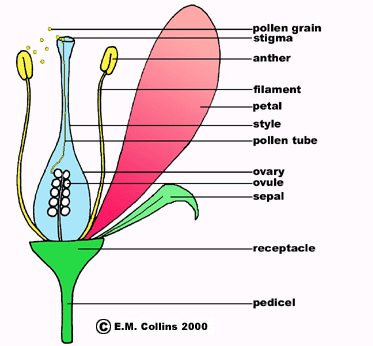 pollen grain
stigma
anther
filament
petal
style
pollen tube
ovary
ovule
sepal
receptacle
pedicel
© E.M. Collins 2000